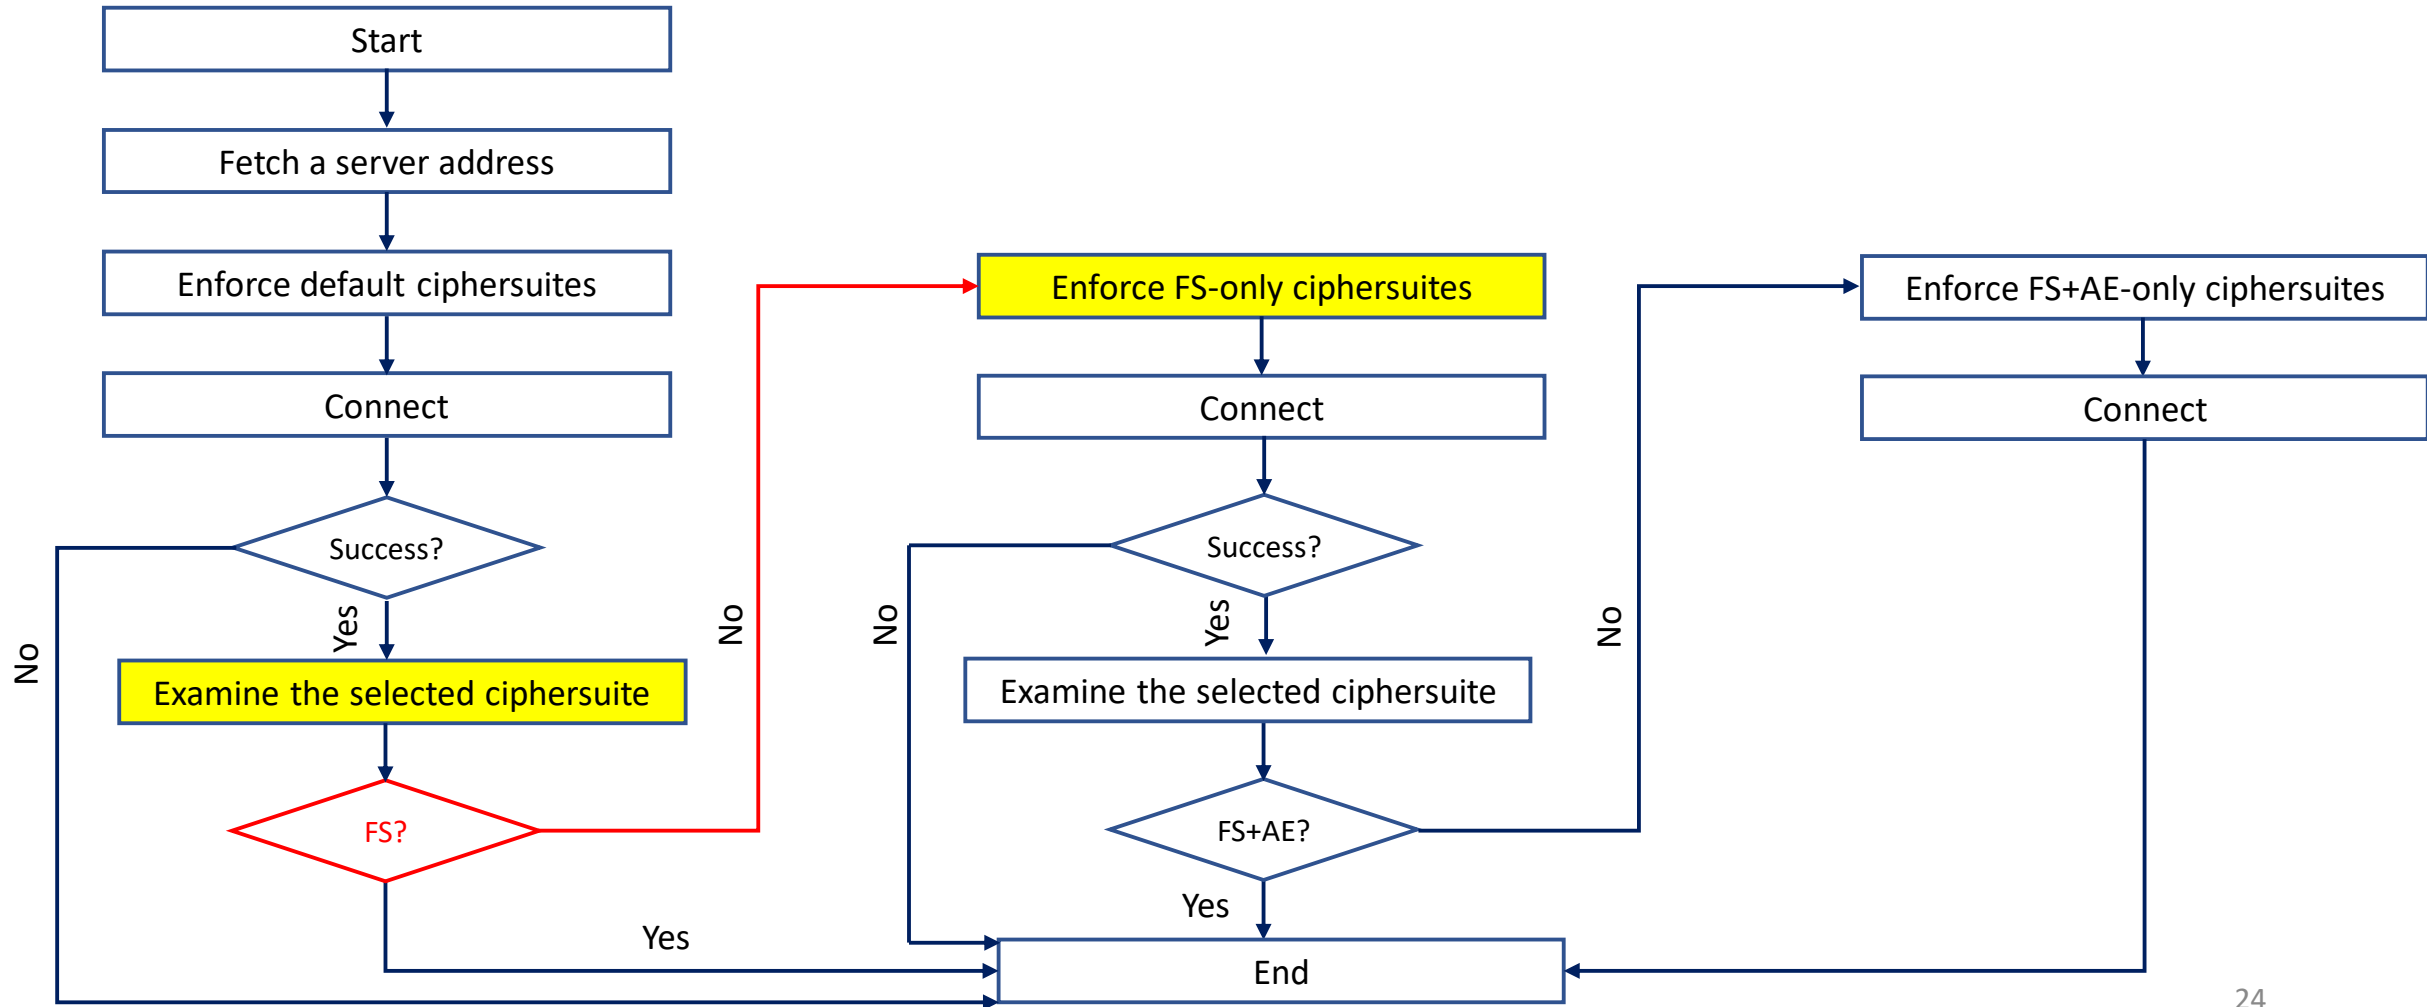 Start
Fetch a server address
Enforce default ciphersuites
Connect
Success?
No
Yes
Examine the selected ciphersuite
FS?
No
Yes
Enforce FS-only ciphersuites
Connect
Success?
No
Yes
Examine the selected ciphersuite
FS+AE?
No
Yes
Enforce FS+AE-only ciphersuites
Connect
End
24